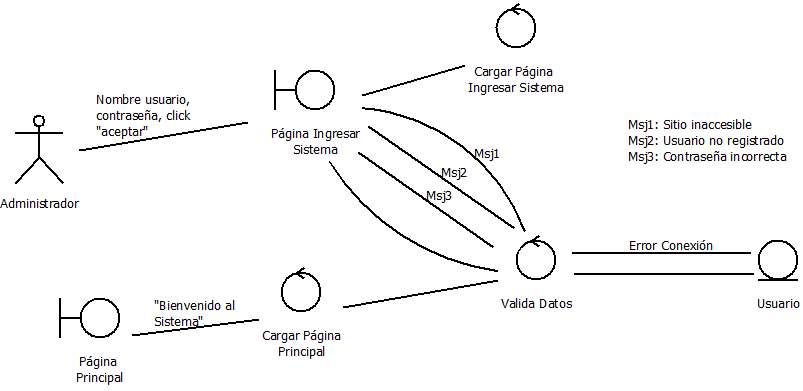 Cargar Página
Ingresar Sistema
Nombre usuario,
contraseña, click
"aceptar"
Página Ingresar
Sistema
Msj1: Sitio inaccesible
Msj2: Usuario no registrado
Msj3: Contraseña incorrecta
Msj1
Msj2
Msj3
Administrador
Error Conexión
Valida Datos
Usuario
"Bienvenido al
Sistema"
Cargar Página
Principal
Página
Principal